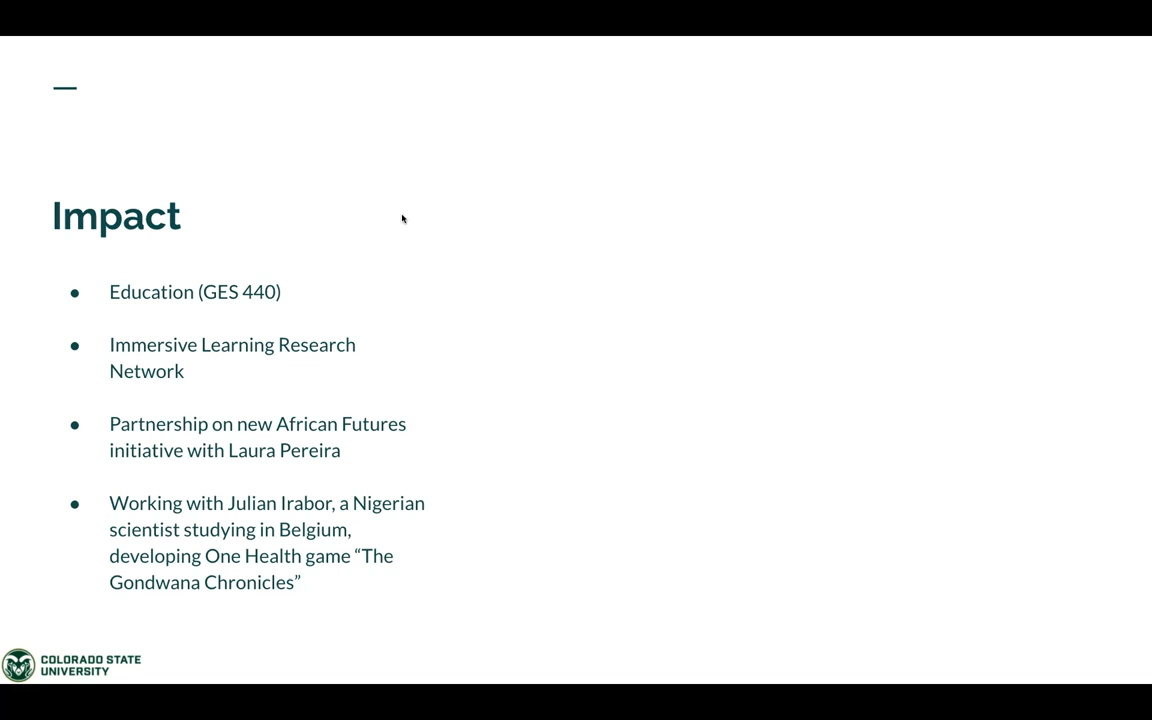 Impact
● Education (GES 440)
● Immersive Learning Research
Network
● Partnership on new African Futures
initiative with Laura Pereira
● Working with Julian Irabor, a Nigerian
scientist studying in Belgium,
developing One Health game “The
Gondwana Chronicles”
COLORADO STATE
UNIVERSITY